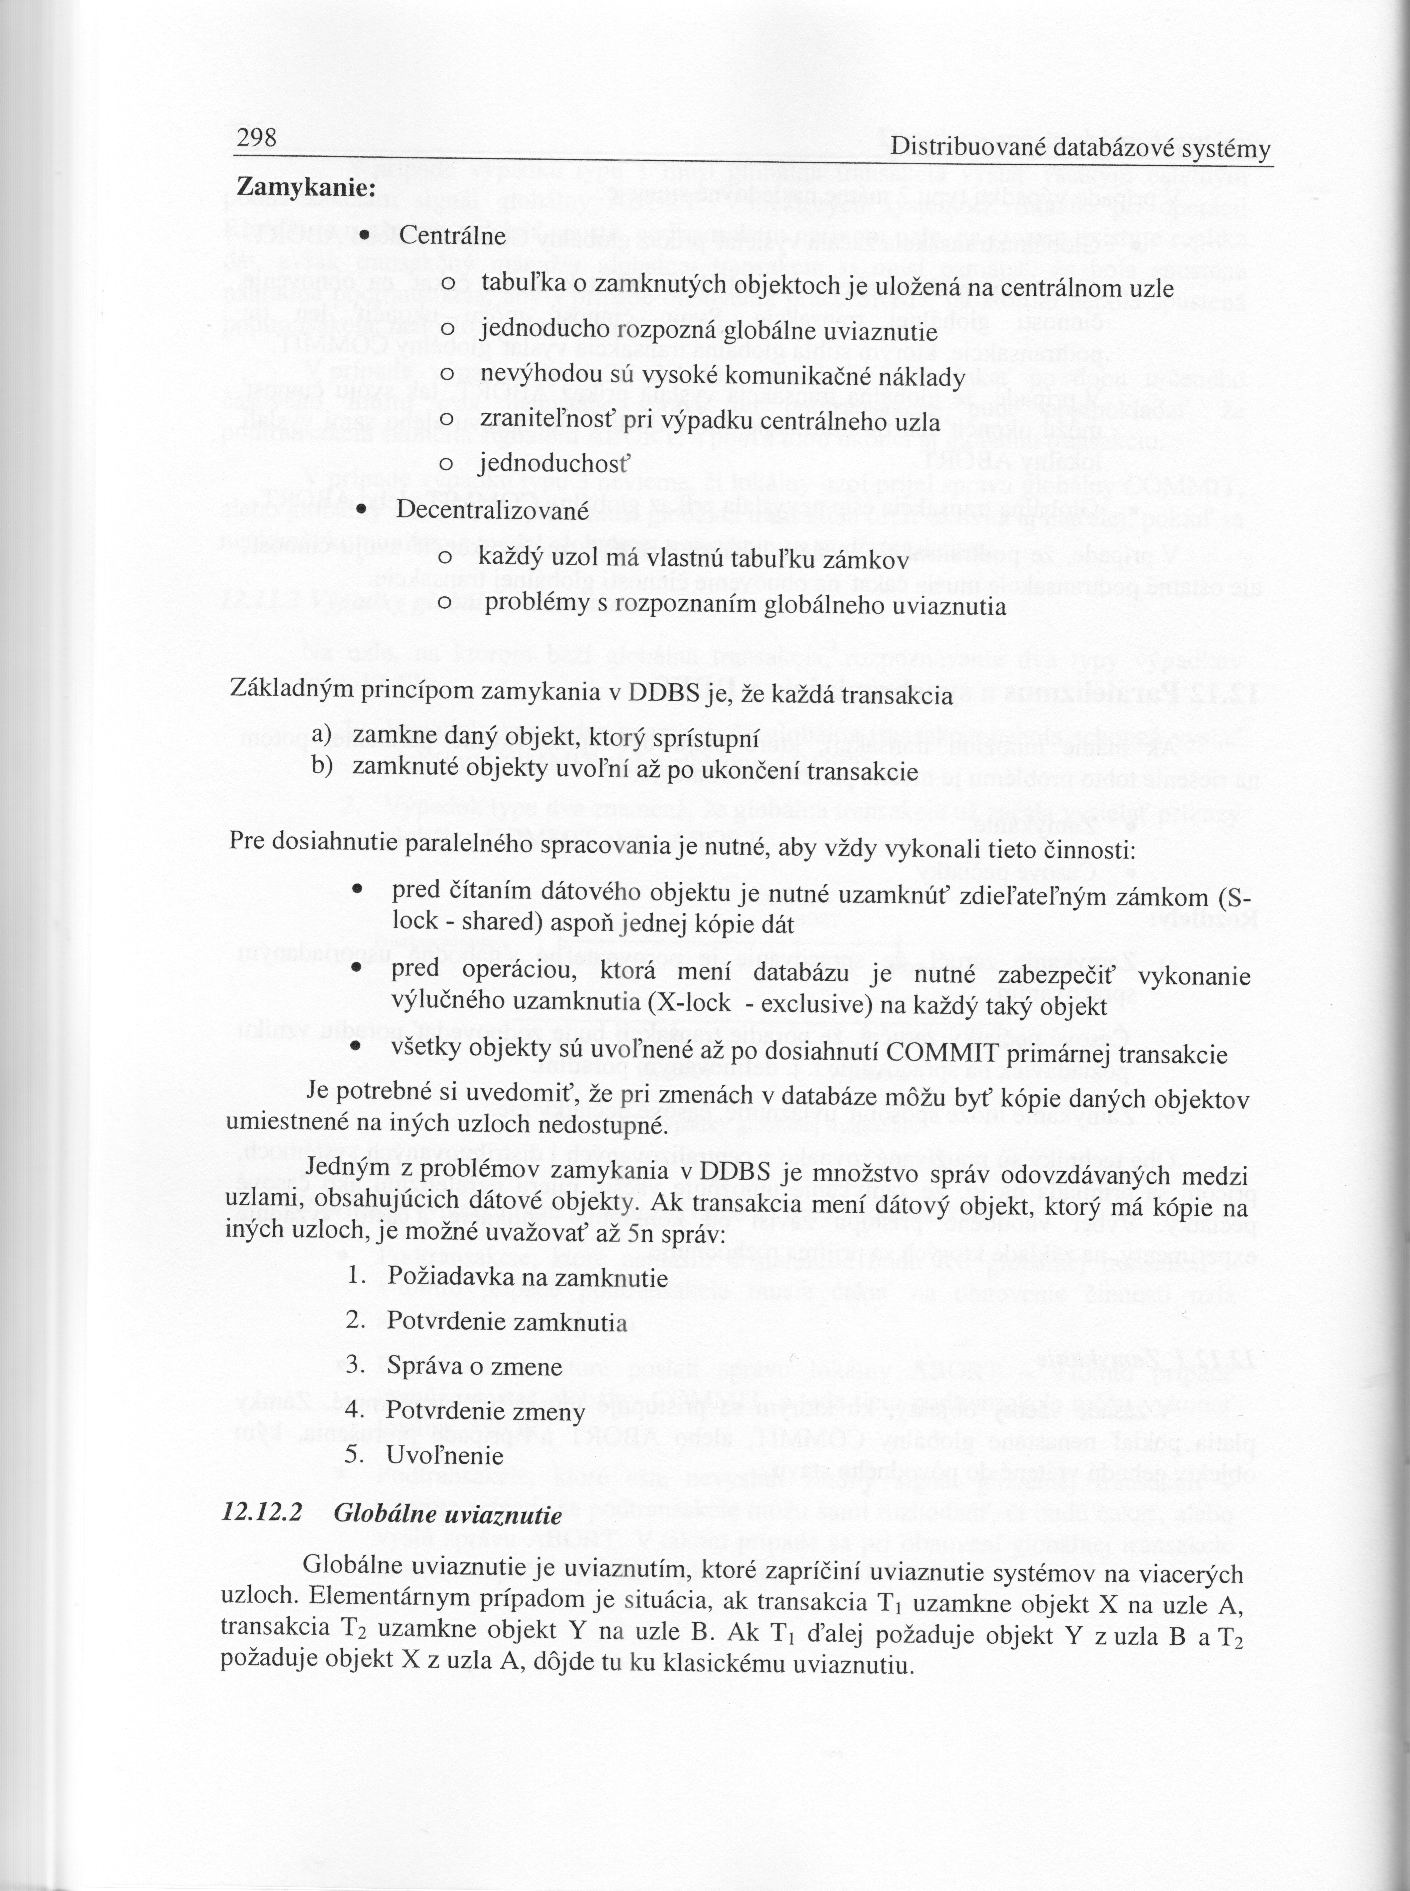 298
Distribuované databázové systémy
Zamykanie:
• Centrálne
o tabuľka o zamknutých objektoch je uložená na centrálnom uzle
o jednoducho rozpozná globálne uviaznutie
o nevýhodou sú vysoké komunikačné náklady
o zraniteľnosť pri výpadku centrálneho uzla
o jednoduchosť
• Decentralizované
o každý uzol má vlastnú tabuľku zámkov
o problémy s rozpoznaním globálneho uviaznutia
Základným princípom zamykania v DDBS je, že každá transakcia
a) zamkne daný objekt, ktorý sprístupní
b) zamknuté objekty uvoľní až po ukončení transakcie
Pre dosiahnutie paralelného spracovania je nutné, aby vždy vykonali tieto činnosti:
• pred čítaním dátového objektu je nutné uzamknúť zdieľateľným zámkom (S-
lock - shared) aspoň jednej kópie dát
• pred operáciou, ktorá mení databázu je nutné zabezpečiť vykonanie
výlučného uzamknutia (X-lock - exclusive) na každý taký objekt
• všetky objekty sú uvoľnené až po dosiahnutí COMMIT primárnej transakcie
Je potrebné si uvedomiť, že pri zmenách v databáze môžu byť kópie daných objektov
umiestnené na iných uzloch nedostupné.
Jedným z problémov zamykania v DDBS je množstvo správ odovzdávaných medzi
uzlami, obsahujúcich dátové objekty. Ak transakcia mení dátový objekt, ktorý má kópie na
iných uzloch, je možné uvažovať až 5n správ:
1. Požiadavka na zamknutie
2. Potvrdenie zamknutia
3. Správa o zmene
4. Potvrdenie zmeny
5. Uvoľnenie
12.12.2 Globálne uviaznutie
Globálne uviaznutie je uviaznutím, ktoré zapríčiní uviaznutie systémov na viacerých
uzloch. Elementárnym prípadom je situácia, ak transakcia T₁ uzamkne objekt X na uzle A,
transakcia T₂ uzamkne objekt Y na uzle B. Ak T₁ ďalej požaduje objekt Y z uzla B a T₂
požaduje objekt X z uzla A, dôjde tu ku klasickému uviaznutiu.